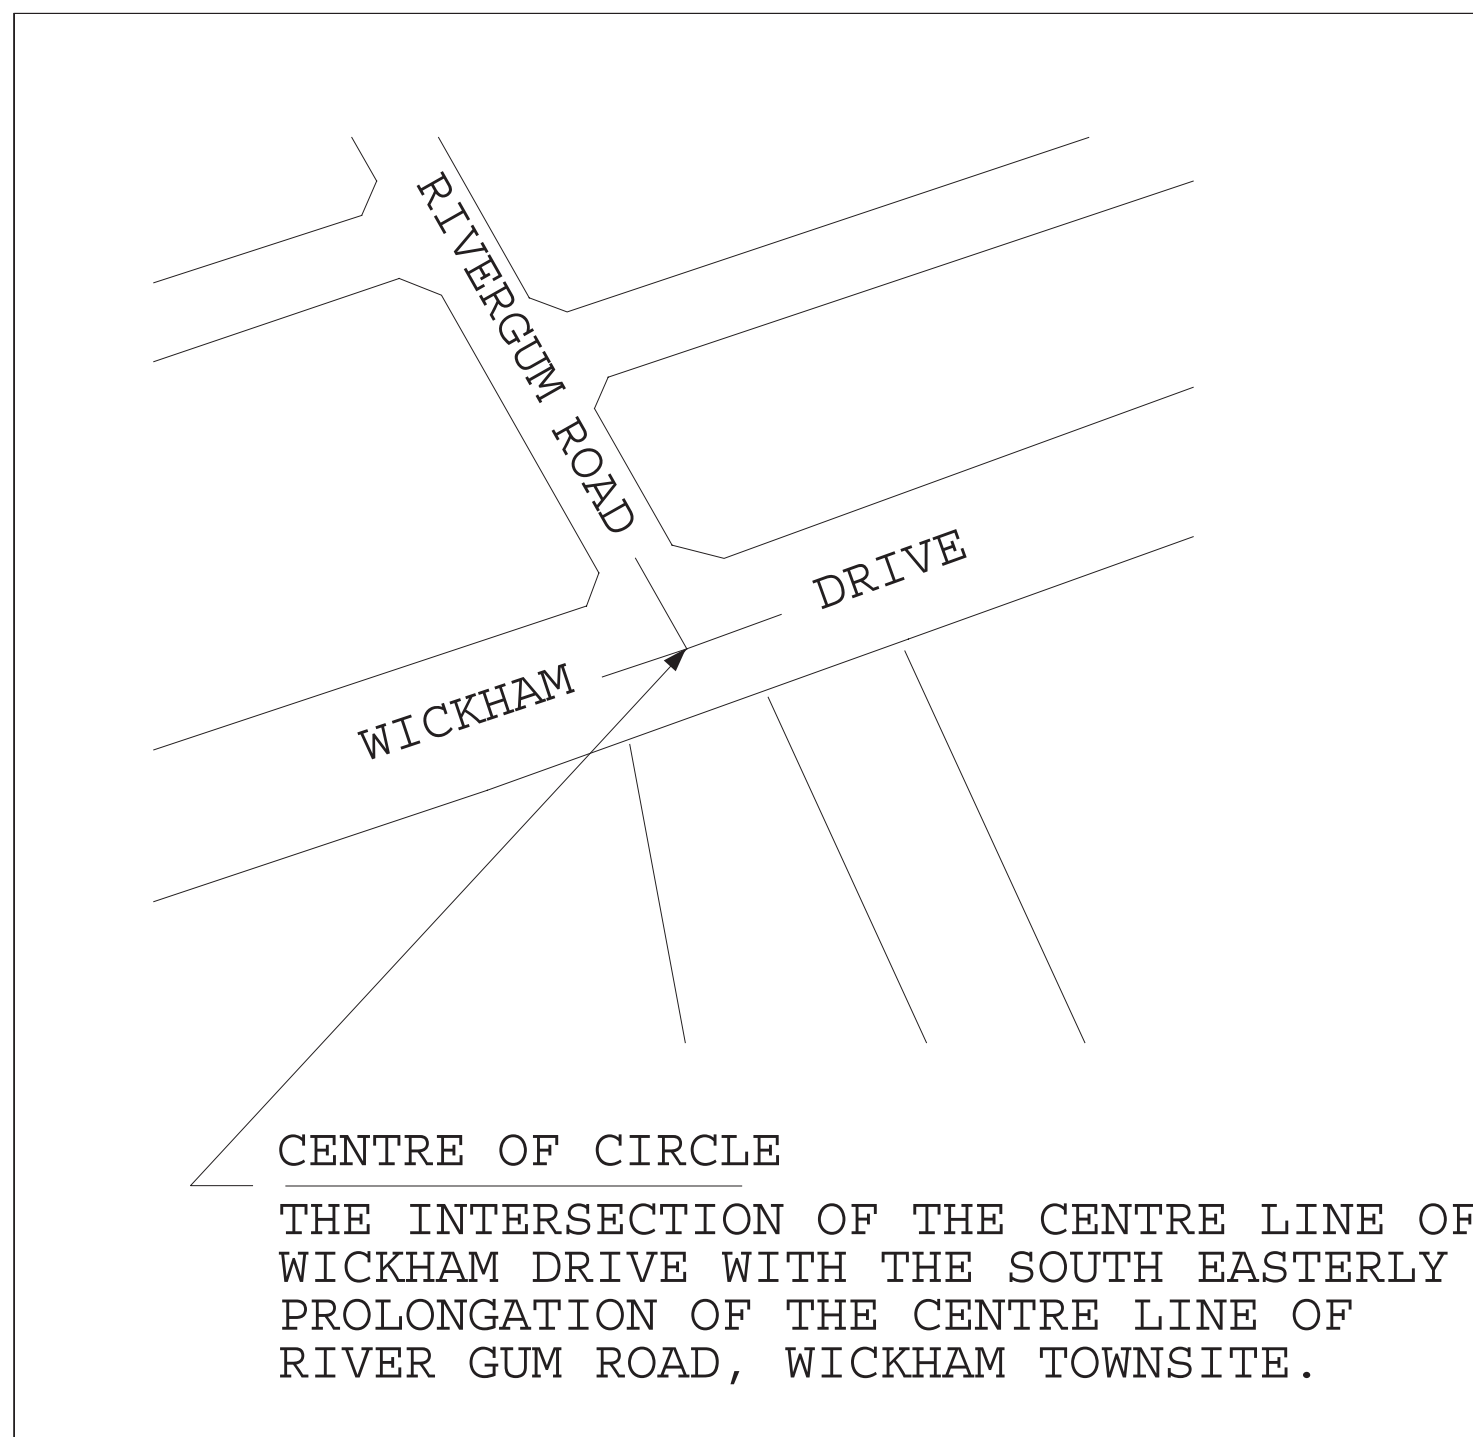 RIVERGUM ROAD
WICKHAM DRIVE
CENTRE OF CIRCLE
THE INTERSECTION OF THE CENTRE LINE OF
WICKHAM DRIVE WITH THE SOUTH EASTERLY
PROLONGATION OF THE CENTRE LINE OF
RIVER GUM ROAD, WICKHAM TOWNSITE.